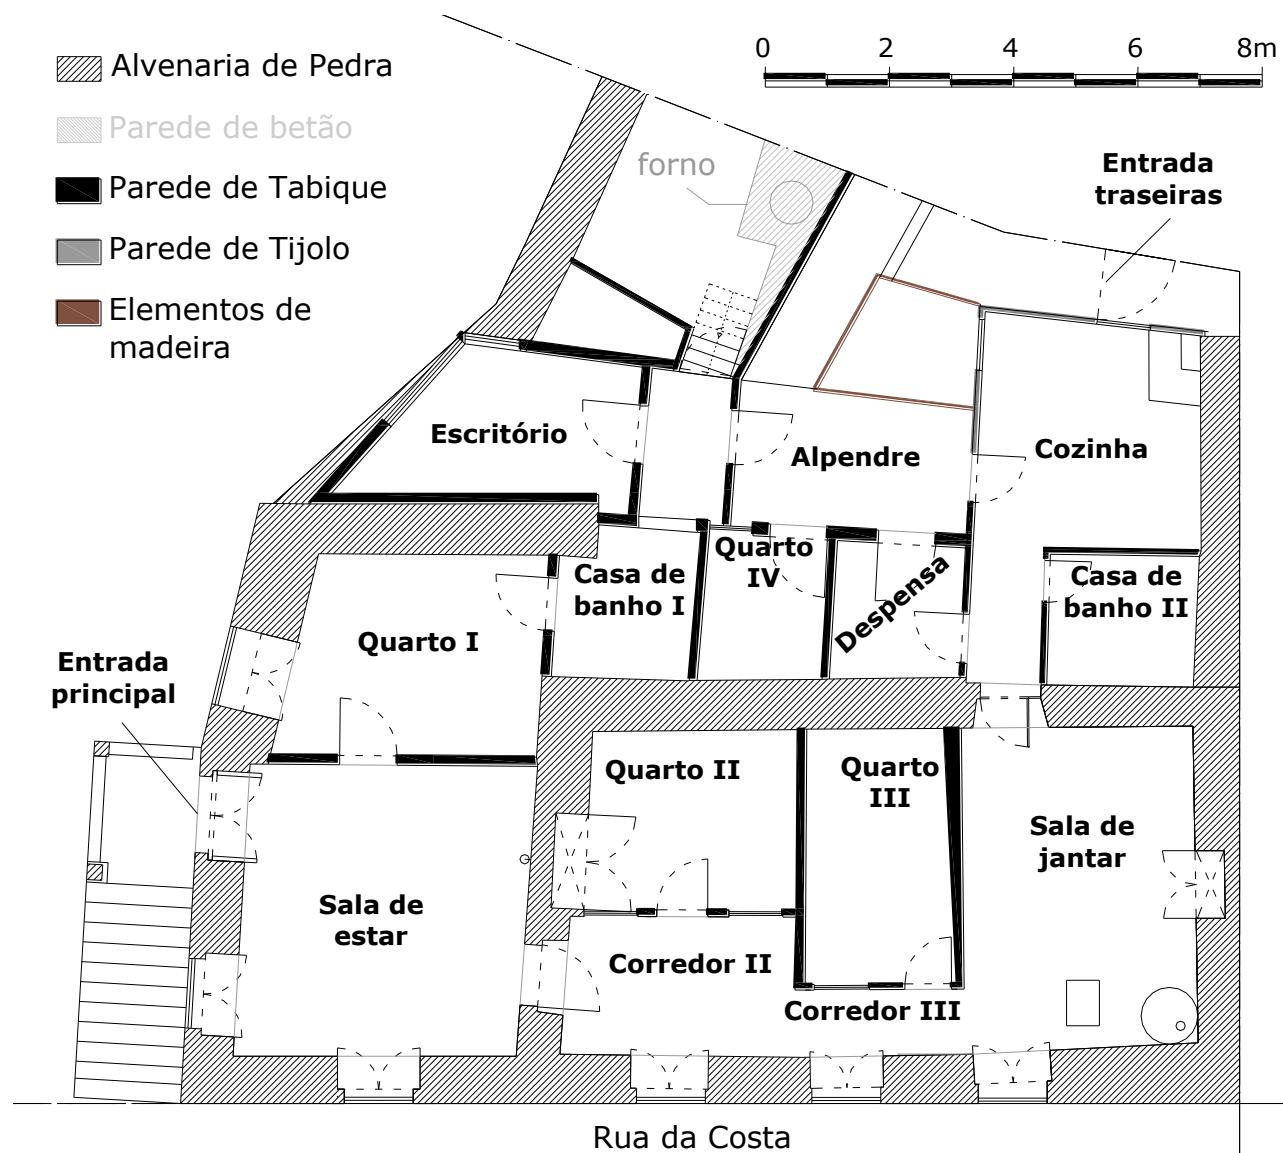 0 2 4 6 8m
Alvenaria de Pedra
Parede de betão
Parede de Tabique
Parede de Tijolo
Elementos de
madeira
forno
Entrada
traseiras
Escritório
Alpendre
Cozinha
Quarto
IV
Casa de
banho I
Despensa
Casa de
banho II
Quarto I
Entrada
principal
Quarto II
Quarto
III
Sala de
jantar
Sala de
estar
Corredor II
Corredor III
Rua da Costa